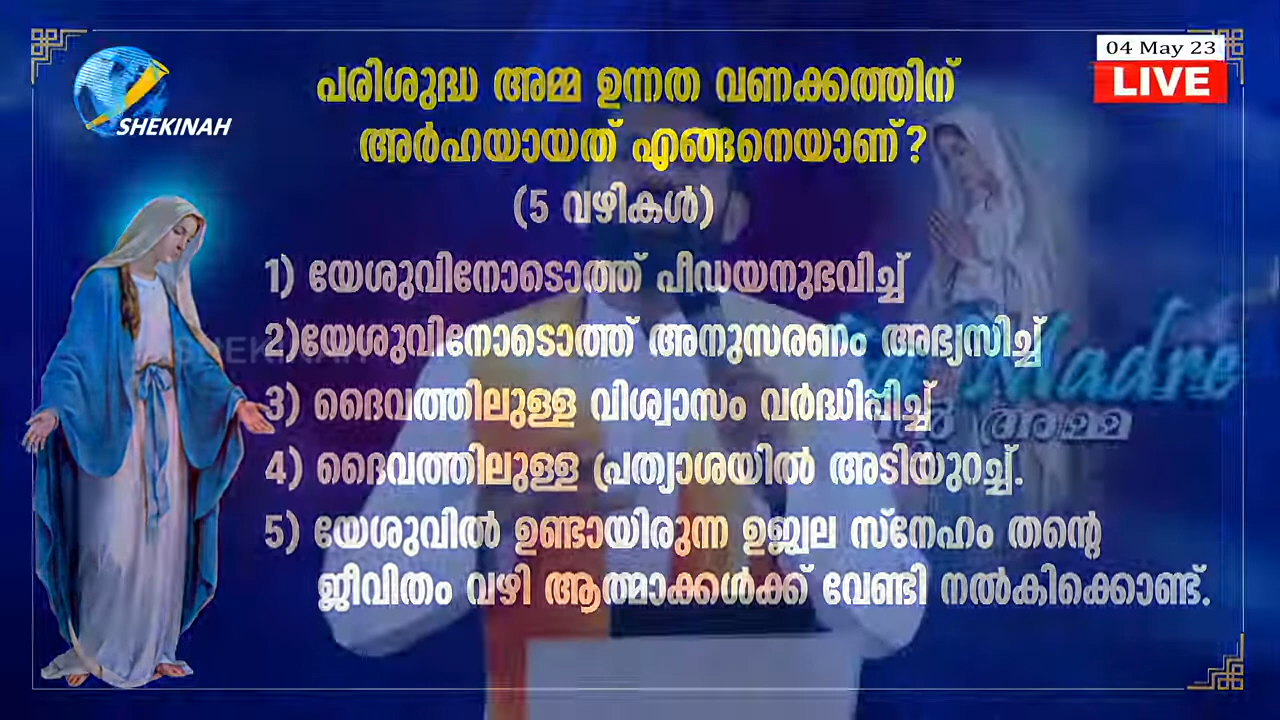 SHEKINAH
04 May 23
LIVE
പരിശുദ്ധ അമ്മ ഉന്നത വണക്കത്തിന്
അർഹയായത് എങ്ങനെയാണ്?
(5 വഴികൾ)
1) യേശുവിനോടൊത്ത് പീഡയനുഭവിച്ച്
2)യേശുവിനോടൊത്ത് അനുസരണം അഭ്യസിച്ച്
3) ദൈവത്തിലുള്ള വിശ്വാസം വർദ്ധിപ്പിച്ച്
4) ദൈവത്തിലുള്ള പ്രത്യാശയിൽ അടിയുറച്ച്.
5) യേശുവിൽ ഉണ്ടായിരുന്ന ഉജ്ജ്വല സ്നേഹം തന്റെ
ജീവിതം വഴി ആത്മാക്കൾക്ക് വേണ്ടി നൽകിക്കൊണ്ട്.
Madre
അമ്മ